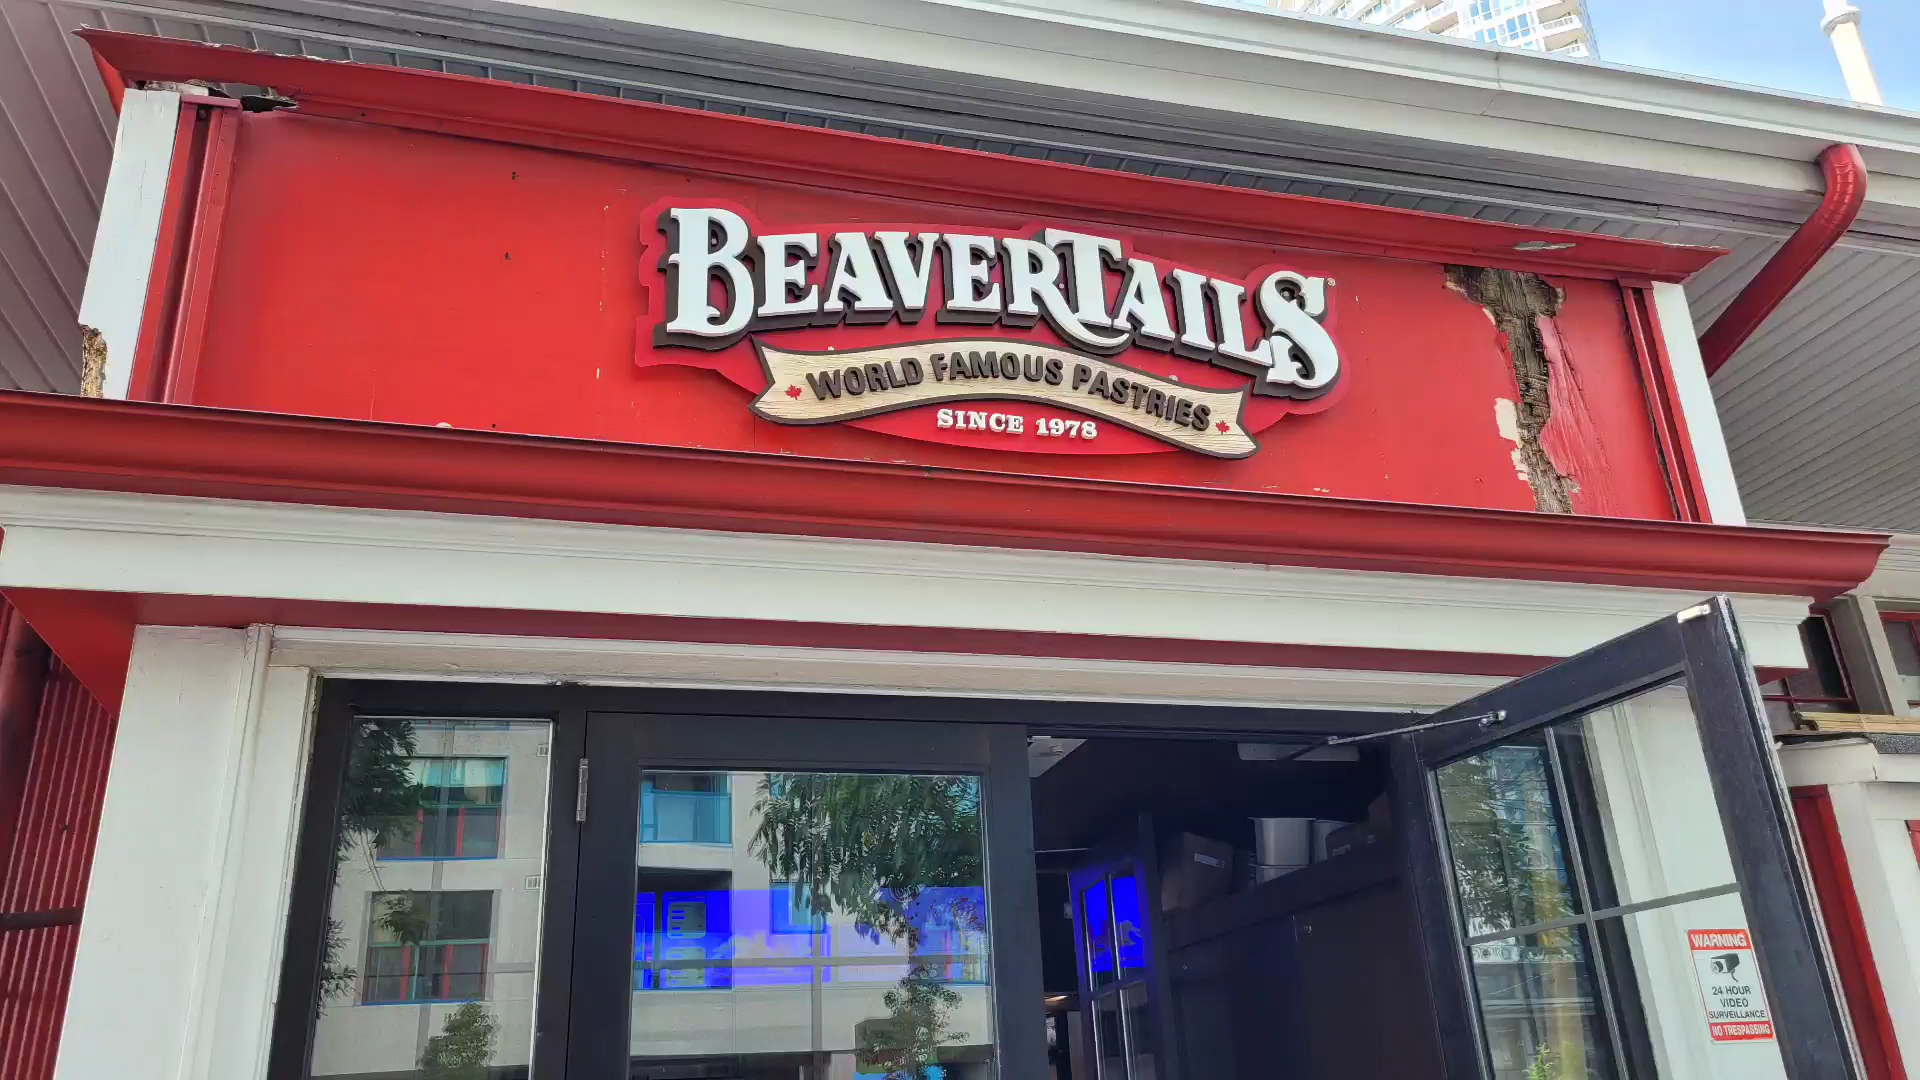 BEAVERTAILS
WORLD FAMOUS PASTRIES
SINCE 1978
WARNING
24 HOUR
VIDEO
SURVEILLANCE
NO TRESPASSING